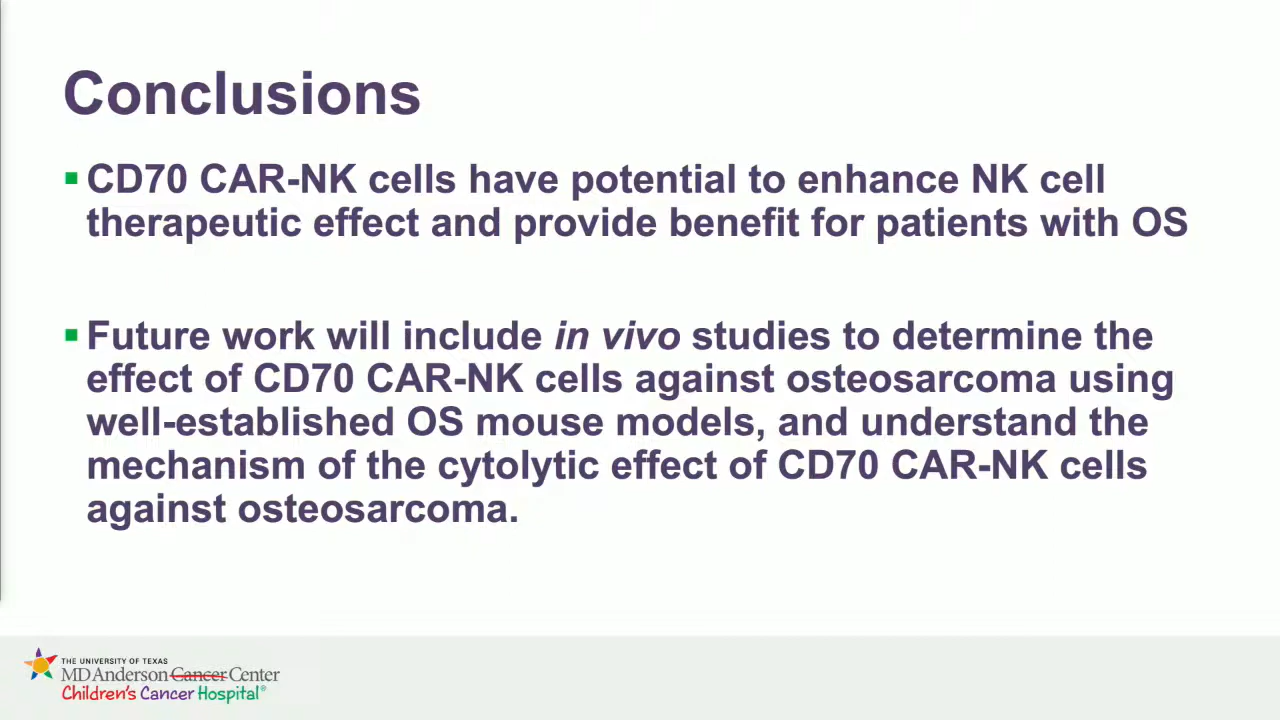 Conclusions
CD70 CAR-NK cells have potential to enhance NK cell
therapeutic effect and provide benefit for patients with OS
Future work will include in vivo studies to determine the
effect of CD70 CAR-NK cells against osteosarcoma using
well-established OS mouse models, and understand the
mechanism of the cytolytic effect of CD70 CAR-NK cells
against osteosarcoma.
THE UNIVERSITY OF TEXAS
MD Anderson Cancer Center
Children's Cancer Hospital®